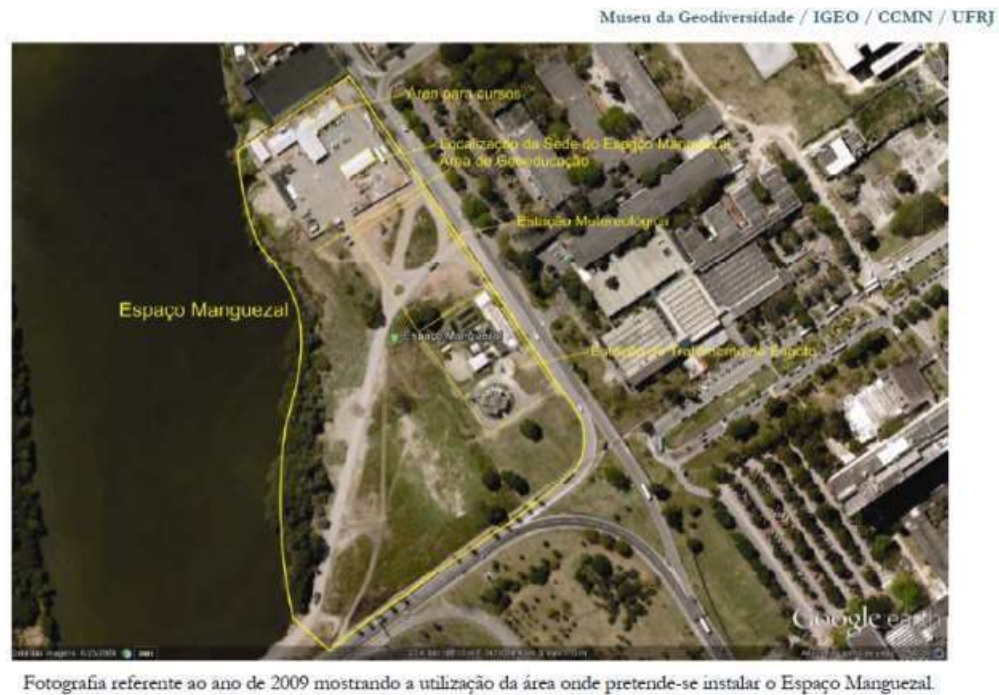 Museu da Geodiversidade / IGEO / CCMN / UFRJ
Área para cursos
Localização da Sede do Espaço Manguezal
Área de Geoeducação
Estação Metereológica
Espaço Manguezal
Espaço Manguezal
Estação de Tratamento de Esgoto
Google earth
Fotografia referente ao ano de 2009 mostrando a utilização da área onde pretende-se instalar o Espaço Manguezal.